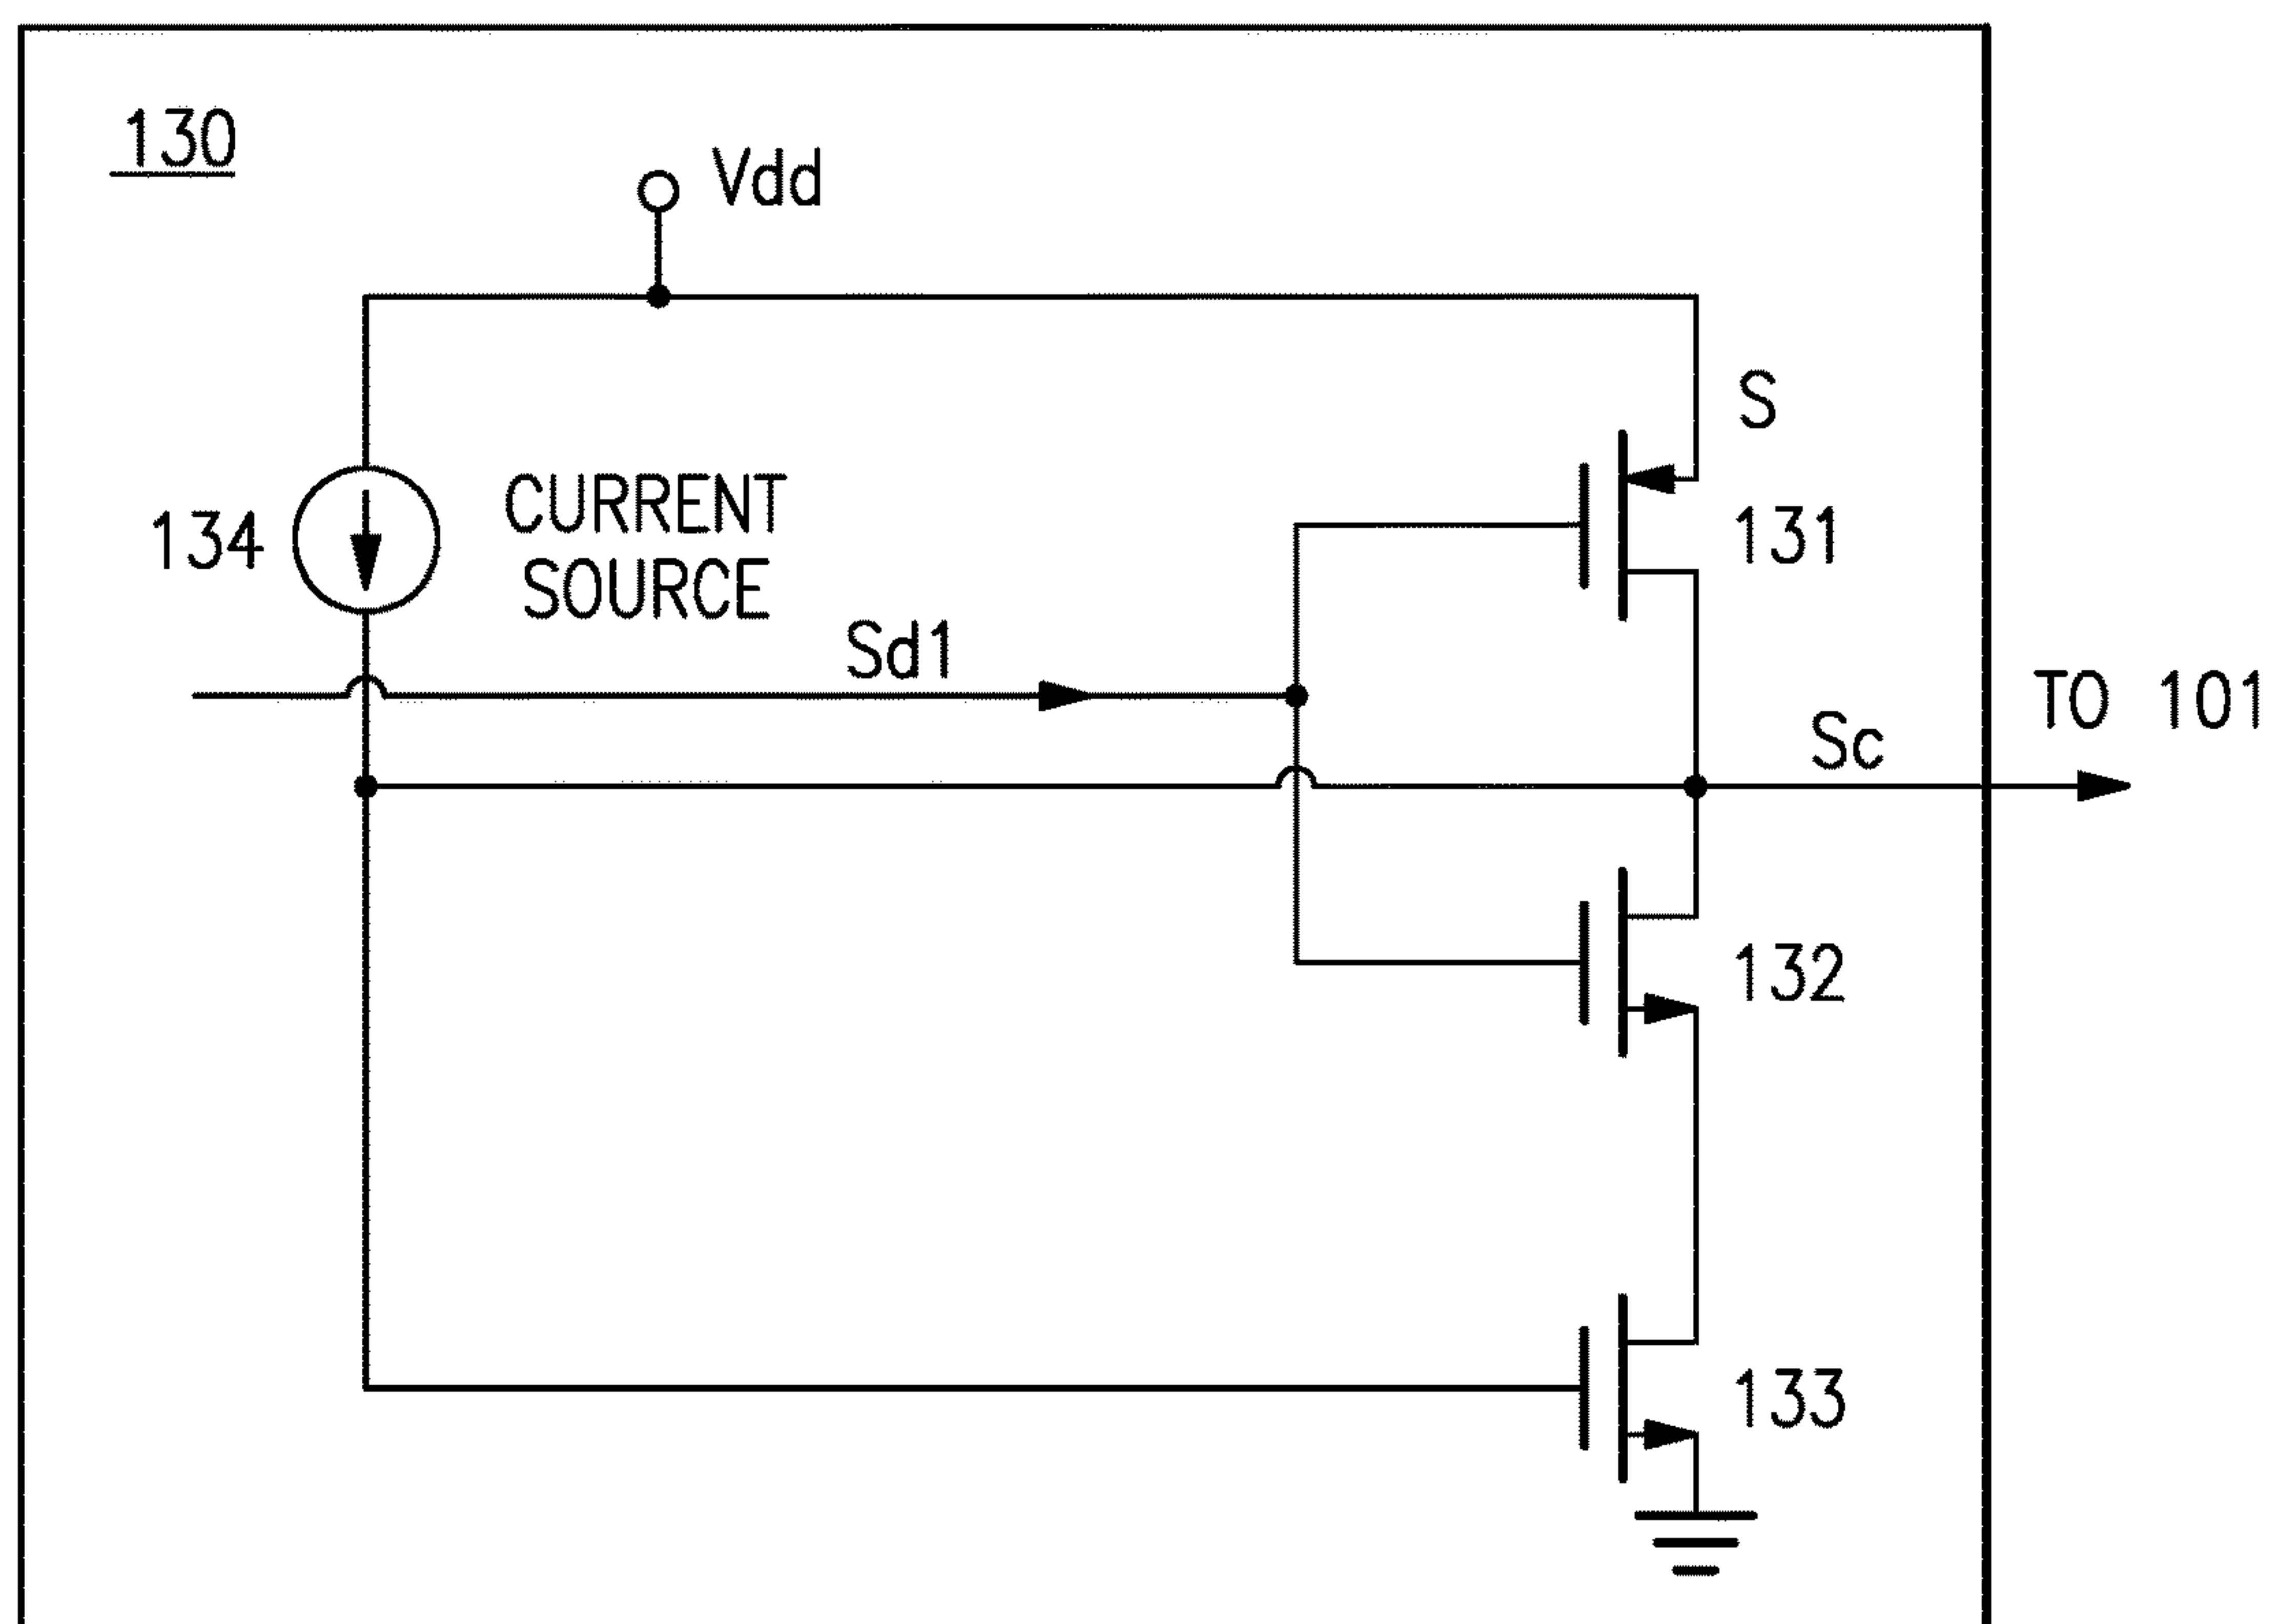 130
Vdd
S
CURRENT
SOURCE
134
131
Sd1
TO 101
Sc
132
133